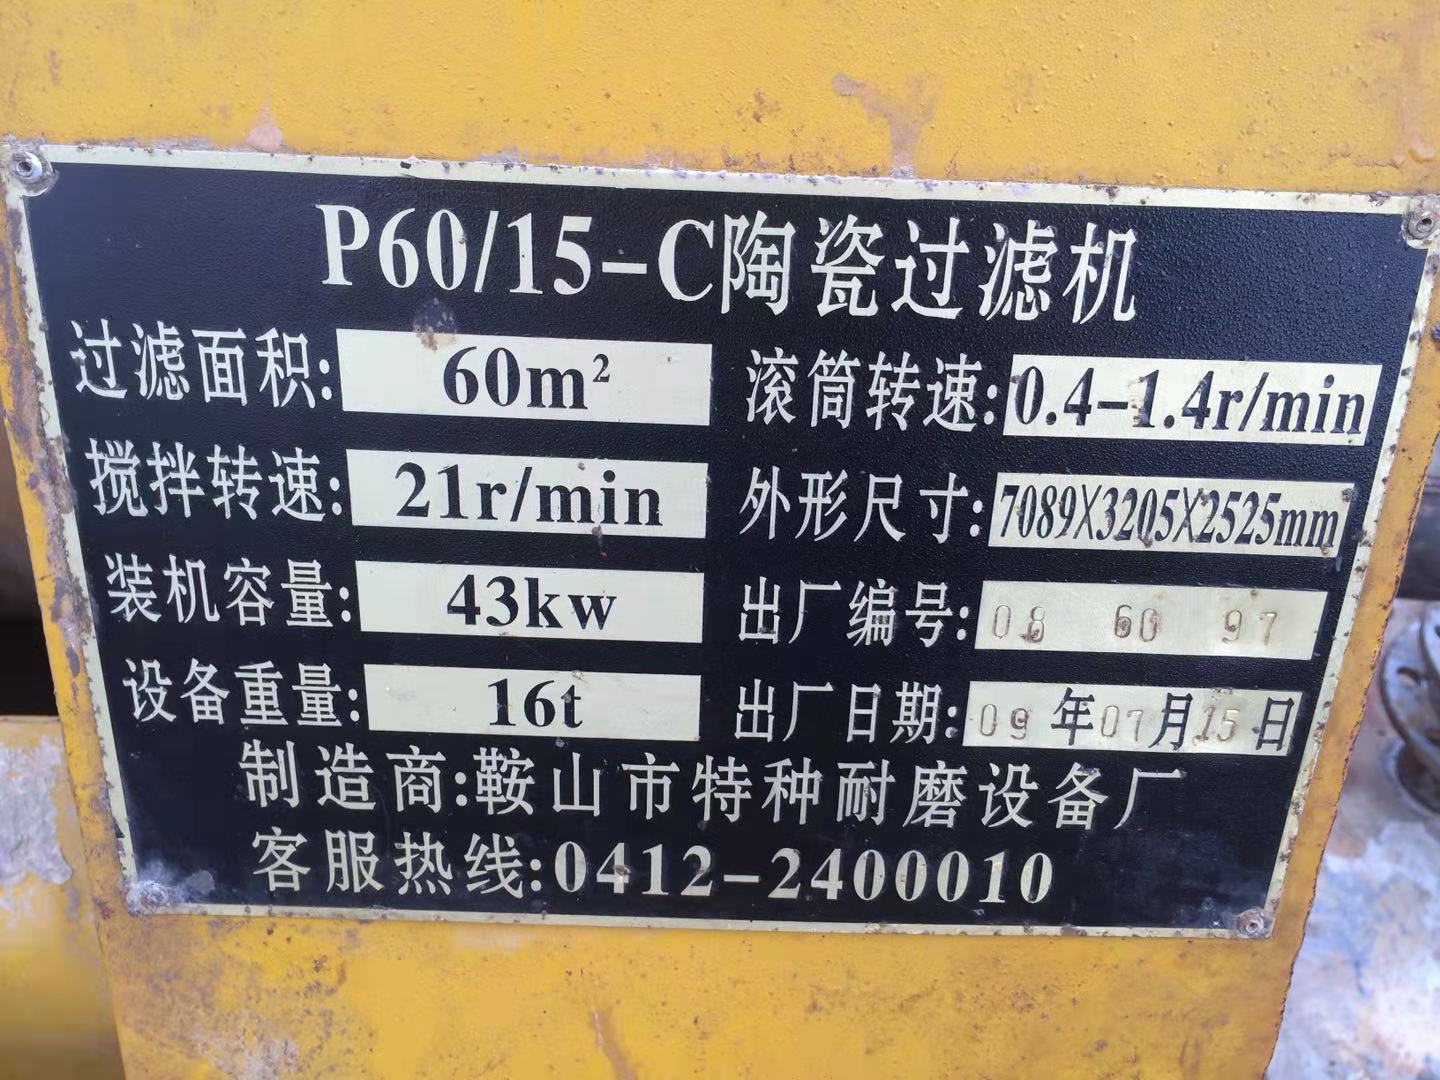 P60/15-C陶瓷过滤机
过滤面积: 60m² 滚筒转速: 0.4-1.4r/min
搅拌转速: 21r/min 外形尺寸: 7089X3205X2525mm
装机容量: 43kw 出厂编号: 08 60 97
设备重量: 16t 出厂日期: 09年07月15日
制造商:鞍山市特种耐磨设备厂
客服热线:0412-2400010